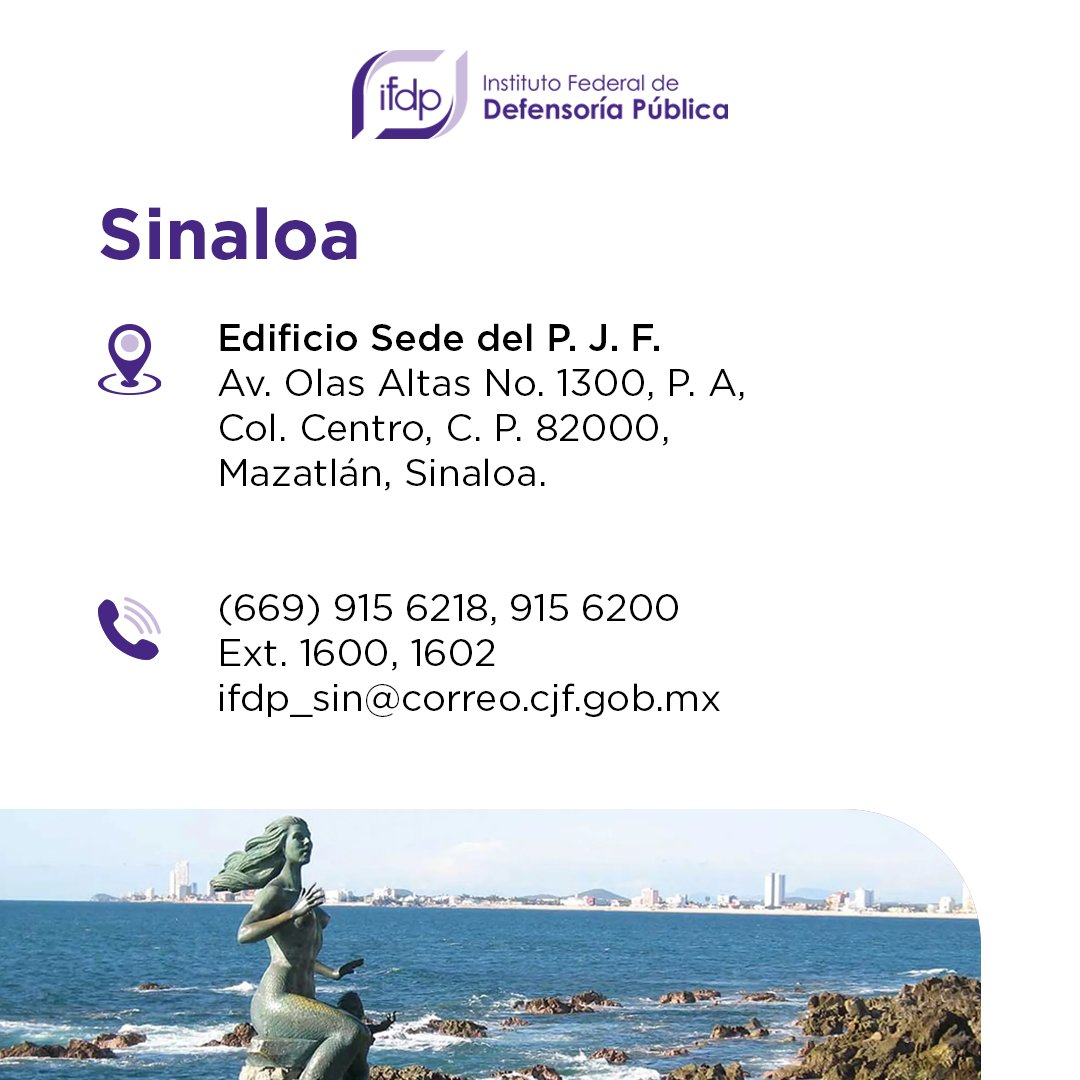 ifdp
Instituto Federal de
Defensoría Pública
Sinaloa
Edificio Sede del P. J. F.
Av. Olas Altas No. 1300, P. A,
Col. Centro, C. P. 82000,
Mazatlán, Sinaloa.
(669) 915 6218, 915 6200
Ext. 1600, 1602
ifdp_sin@correo.cjf.gob.mx